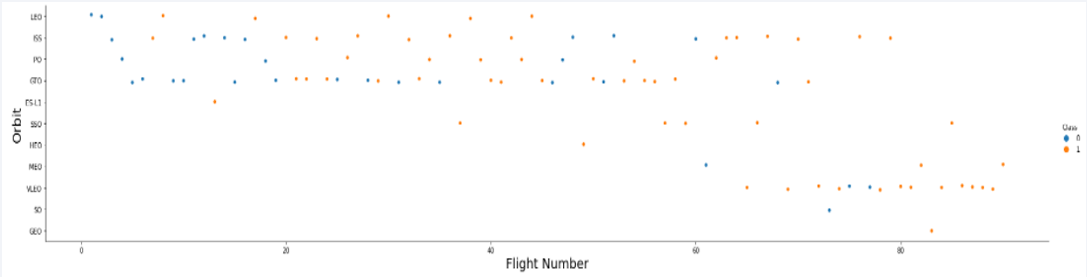 LEO
ISS
PO
GTO
ES-L1
SSO
HEO
MEO
VLEO
SO
GEO
Orbit
0 20 40 60 80
Flight Number
Class
0
1